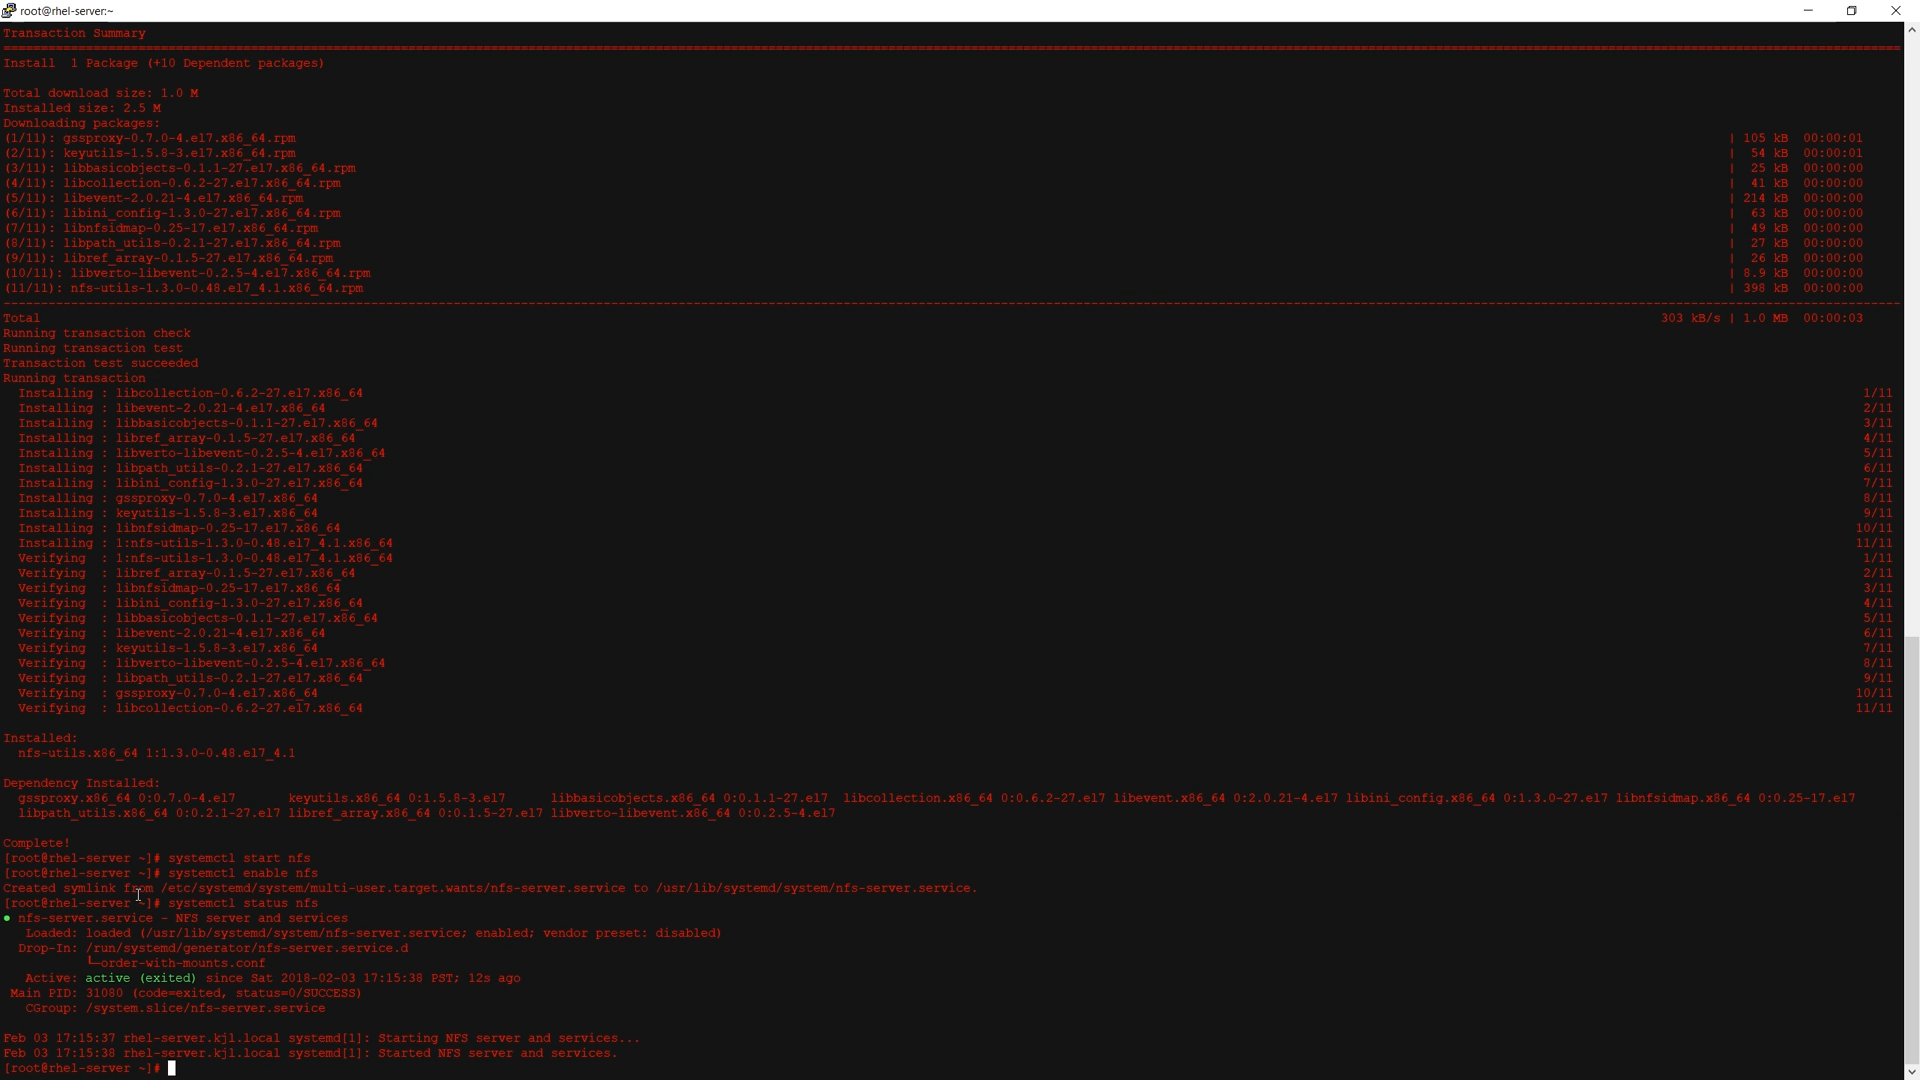 root@rhel-server:~
Transaction Summary
================================================================================
Install  1 Package (+10 Dependent packages)
Total download size: 1.0 M
Installed size: 2.5 M
Downloading packages:
(1/11): gssproxy-0.7.0-4.el7.x86_64.rpm | 105 kB 00:00:01
(2/11): keyutils-1.5.8-3.el7.x86_64.rpm | 54 kB 00:00:01
(3/11): libbasicobjects-0.1.1-27.el7.x86_64.rpm | 25 kB 00:00:00
(4/11): libcollection-0.6.2-27.el7.x86_64.rpm | 41 kB 00:00:00
(5/11): libevent-2.0.21-4.el7.x86_64.rpm | 214 kB 00:00:00
(6/11): libini_config-1.3.0-27.el7.x86_64.rpm | 63 kB 00:00:00
(7/11): libnfsidmap-0.25-17.el7.x86_64.rpm | 49 kB 00:00:00
(8/11): libpath_utils-0.2.1-27.el7.x86_64.rpm | 27 kB 00:00:00
(9/11): libref_array-0.1.5-27.el7.x86_64.rpm | 26 kB 00:00:00
(10/11): libverto-libevent-0.2.5-4.el7.x86_64.rpm | 8.9 kB 00:00:00
(11/11): nfs-utils-1.3.0-0.48.el7_4.1.x86_64.rpm | 398 kB 00:00:00
--------------------------------------------------------------------------------
Total 303 kB/s | 1.0 MB 00:00:03
Running transaction check
Running transaction test
Transaction test succeeded
Running transaction
Installing : libcollection-0.6.2-27.el7.x86_64 1/11
Installing : libevent-2.0.21-4.el7.x86_64 2/11
Installing : libbasicobjects-0.1.1-27.el7.x86_64 3/11
Installing : libref_array-0.1.5-27.el7.x86_64 4/11
Installing : libverto-libevent-0.2.5-4.el7.x86_64 5/11
Installing : libpath_utils-0.2.1-27.el7.x86_64 6/11
Installing : libini_config-1.3.0-27.el7.x86_64 7/11
Installing : gssproxy-0.7.0-4.el7.x86_64 8/11
Installing : keyutils-1.5.8-3.el7.x86_64 9/11
Installing : libnfsidmap-0.25-17.el7.x86_64 10/11
Installing : 1:nfs-utils-1.3.0-0.48.el7_4.1.x86_64 11/11
Verifying  : 1:nfs-utils-1.3.0-0.48.el7_4.1.x86_64 1/11
Verifying  : libref_array-0.1.5-27.el7.x86_64 2/11
Verifying  : libnfsidmap-0.25-17.el7.x86_64 3/11
Verifying  : libini_config-1.3.0-27.el7.x86_64 4/11
Verifying  : libbasicobjects-0.1.1-27.el7.x86_64 5/11
Verifying  : libevent-2.0.21-4.el7.x86_64 6/11
Verifying  : keyutils-1.5.8-3.el7.x86_64 7/11
Verifying  : libverto-libevent-0.2.5-4.el7.x86_64 8/11
Verifying  : libpath_utils-0.2.1-27.el7.x86_64 9/11
Verifying  : gssproxy-0.7.0-4.el7.x86_64 10/11
Verifying  : libcollection-0.6.2-27.el7.x86_64 11/11
Installed:
nfs-utils.x86_64 1:1.3.0-0.48.el7_4.1
Dependency Installed:
gssproxy.x86_64 0:0.7.0-4.el7 keyutils.x86_64 0:1.5.8-3.el7 libbasicobjects.x86_64 0:0.1.1-27.el7 libcollection.x86_64 0:0.6.2-27.el7 libevent.x86_64 0:2.0.21-4.el7 libini_config.x86_64 0:1.3.0-27.el7 libnfsidmap.x86_64 0:0.25-17.el7
libpath_utils.x86_64 0:0.2.1-27.el7 libref_array.x86_64 0:0.1.5-27.el7 libverto-libevent.x86_64 0:0.2.5-4.el7
Complete!
[root@rhel-server ~]# systemctl start nfs
[root@rhel-server ~]# systemctl enable nfs
Created symlink from /etc/systemd/system/multi-user.target.wants/nfs-server.service to /usr/lib/systemd/system/nfs-server.service.
[root@rhel-server ~]# systemctl status nfs
● nfs-server.service - NFS server and services
Loaded: loaded (/usr/lib/systemd/system/nfs-server.service; enabled; vendor preset: disabled)
Drop-In: /run/systemd/generator/nfs-server.service.d
└─order-with-mounts.conf
Active: active (exited) since Sat 2018-02-03 17:15:38 PST; 12s ago
Main PID: 31080 (code=exited, status=0/SUCCESS)
CGroup: /system.slice/nfs-server.service
Feb 03 17:15:37 rhel-server.kjl.local systemd[1]: Starting NFS server and services...
Feb 03 17:15:38 rhel-server.kjl.local systemd[1]: Started NFS server and services.
[root@rhel-server ~]#